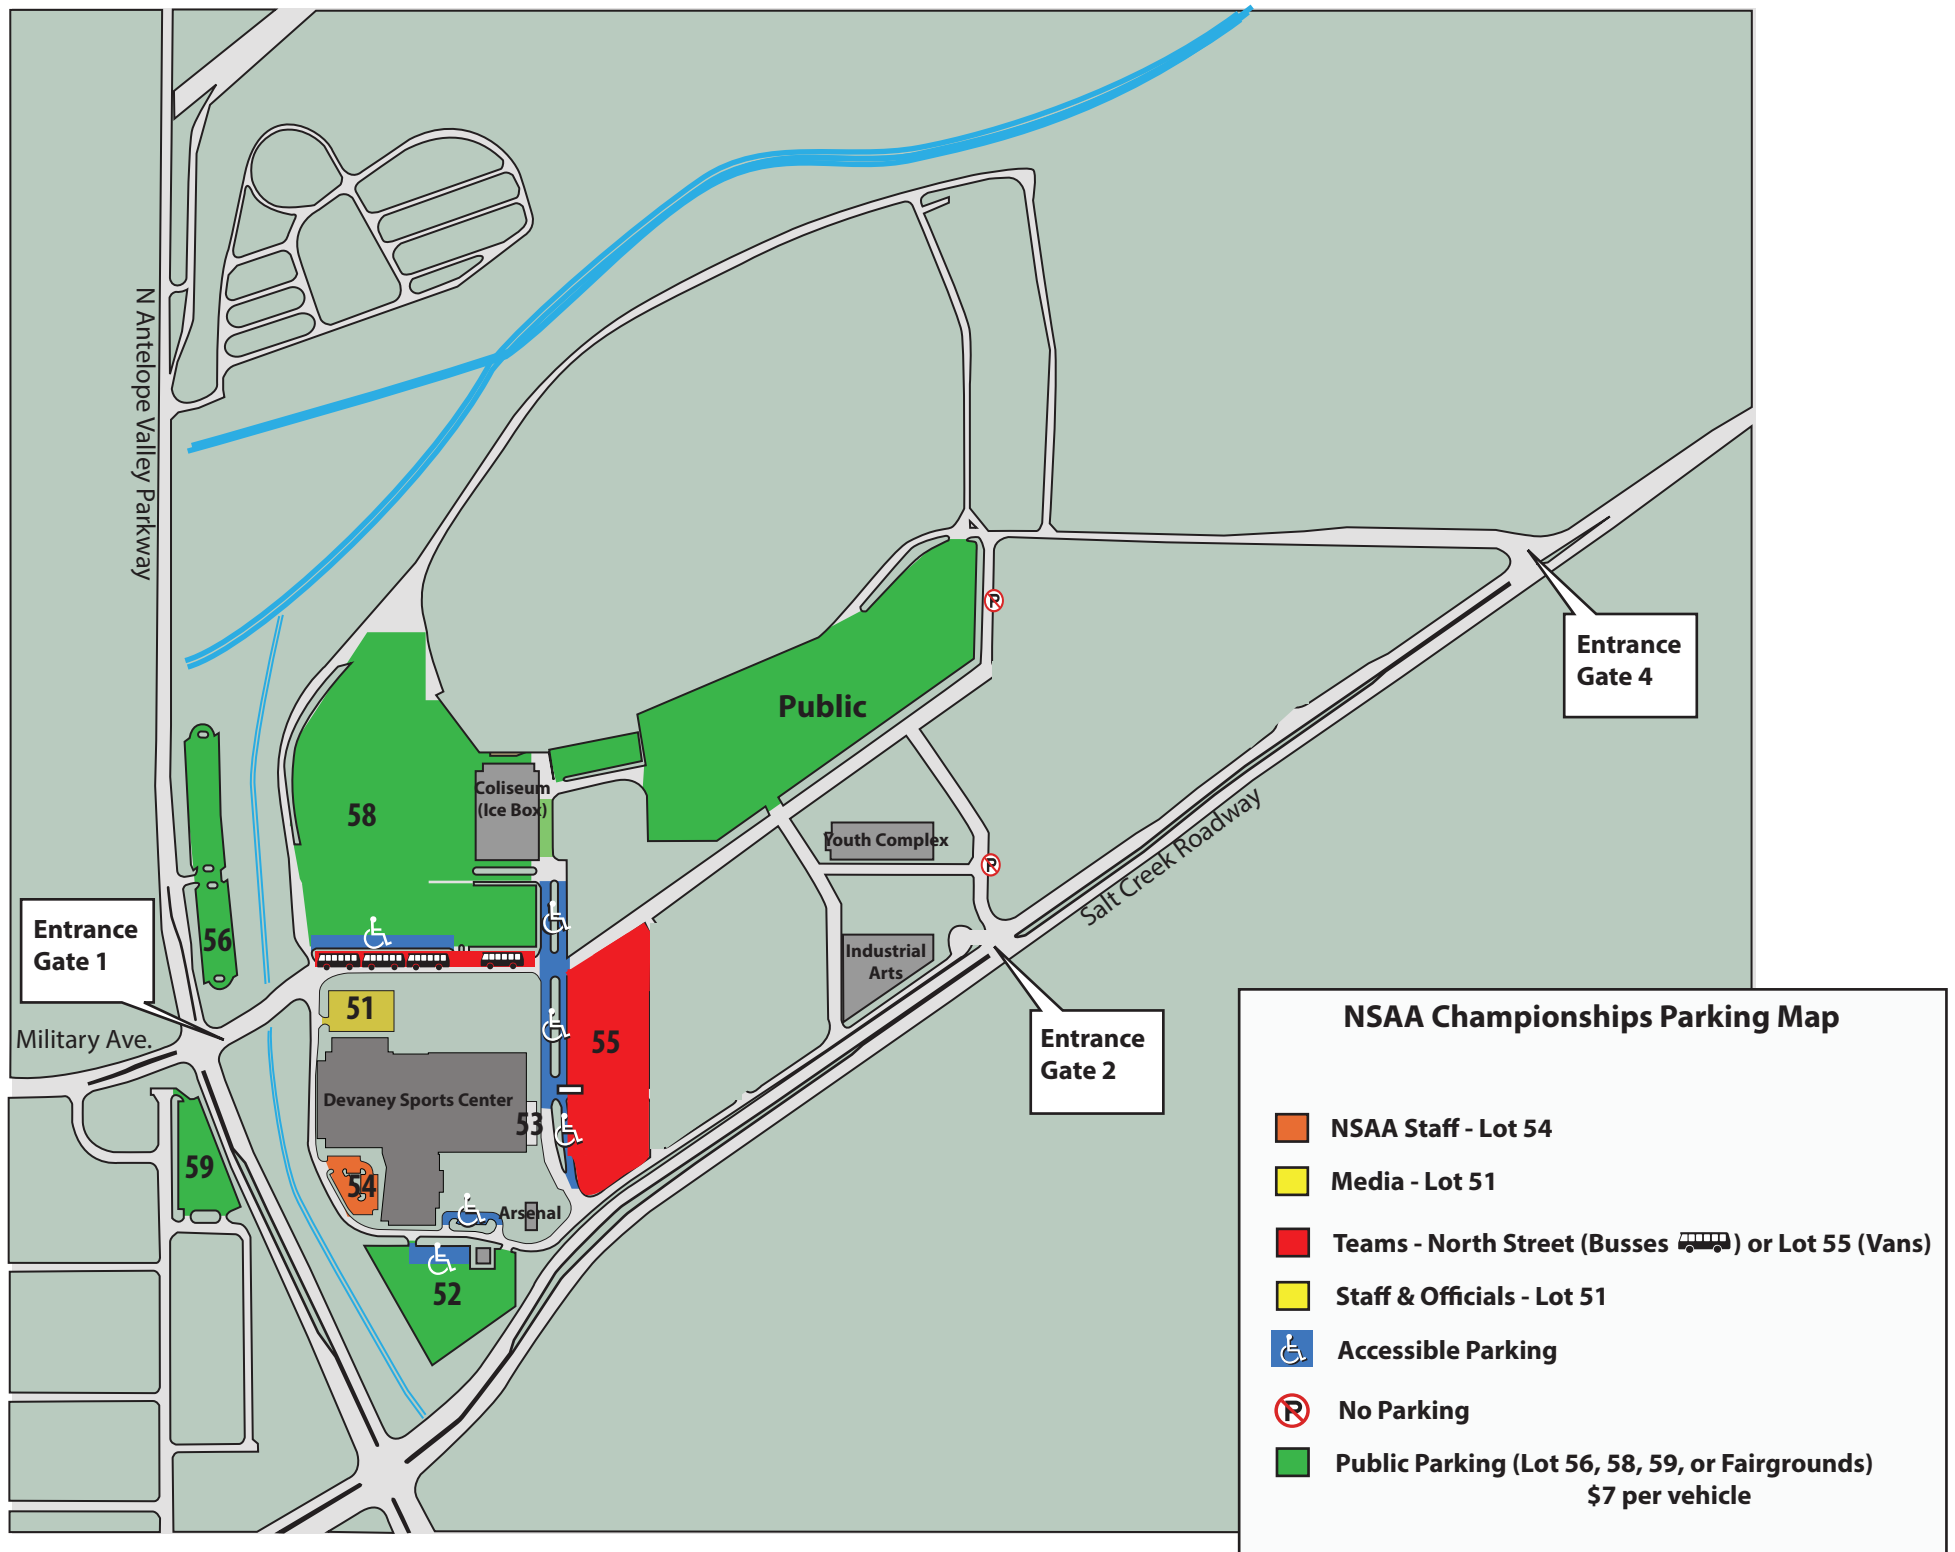 N Antelope Valley Parkway
Public
Entrance
Gate 4
58
Coliseum
(Ice Box)
Youth Complex
Salt Creek Roadway
Entrance
Gate 1
56
Industrial
Arts
51
Military Ave.
55
Entrance
Gate 2
Devaney Sports Center
53
59
54
Arsenal
52
P
P
NSAA Championships Parking Map
NSAA Staff - Lot 54
Media - Lot 51
Teams - North Street (Busses ) or Lot 55 (Vans)
Staff & Officials - Lot 51
Accessible Parking
P
No Parking
Public Parking (Lot 56, 58, 59, or Fairgrounds)
$7 per vehicle